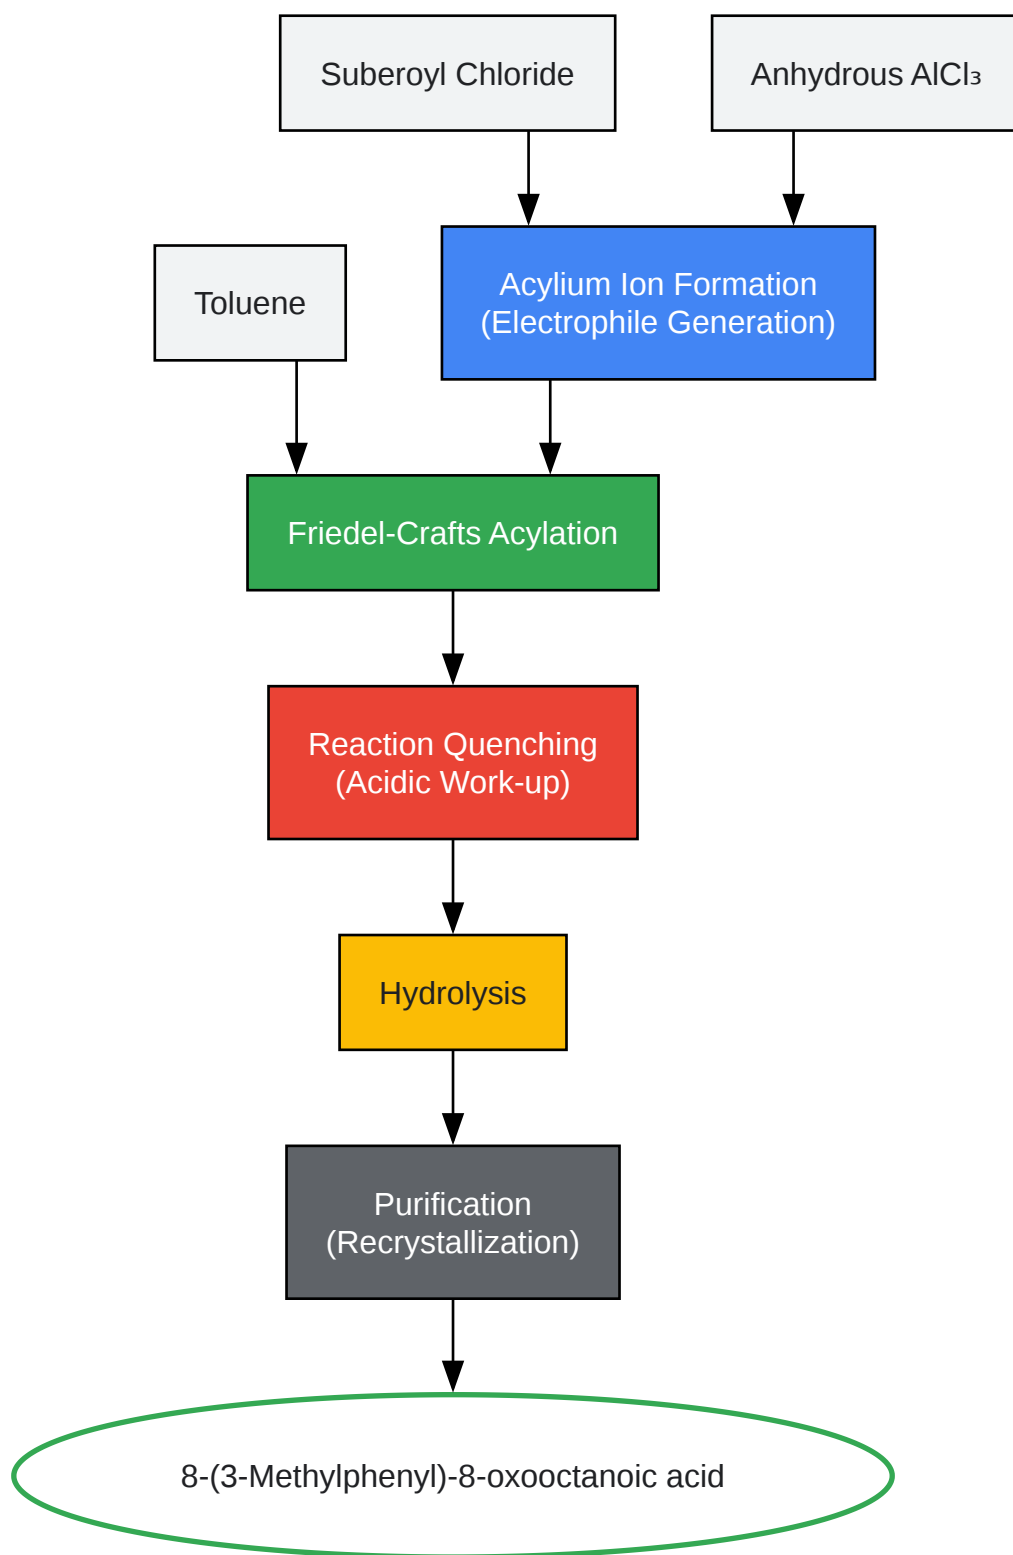 Suberoyl Chloride
Anhydrous AlCl₃
Toluene
Acylium Ion Formation
(Electrophile Generation)
Friedel-Crafts Acylation
Reaction Quenching
(Acidic Work-up)
Hydrolysis
Purification
(Recrystallization)
8-(3-Methylphenyl)-8-oxooctanoic acid